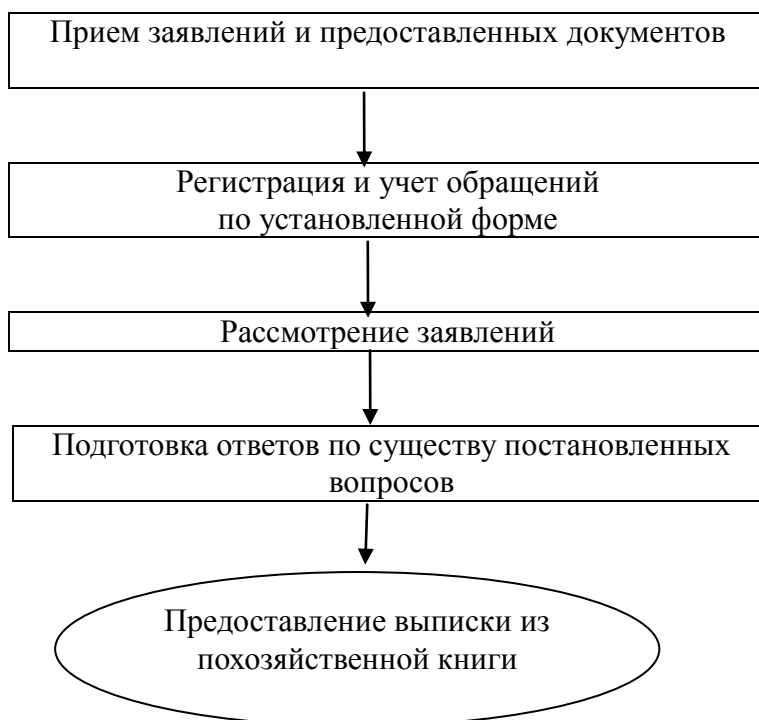 Прием заявлений и предоставленных документов
Регистрация и учет обращений
по установленной форме
Рассмотрение заявлений
Подготовка ответов по существу постановленных
вопросов
Предоставление выписки из
похозяйственной книги